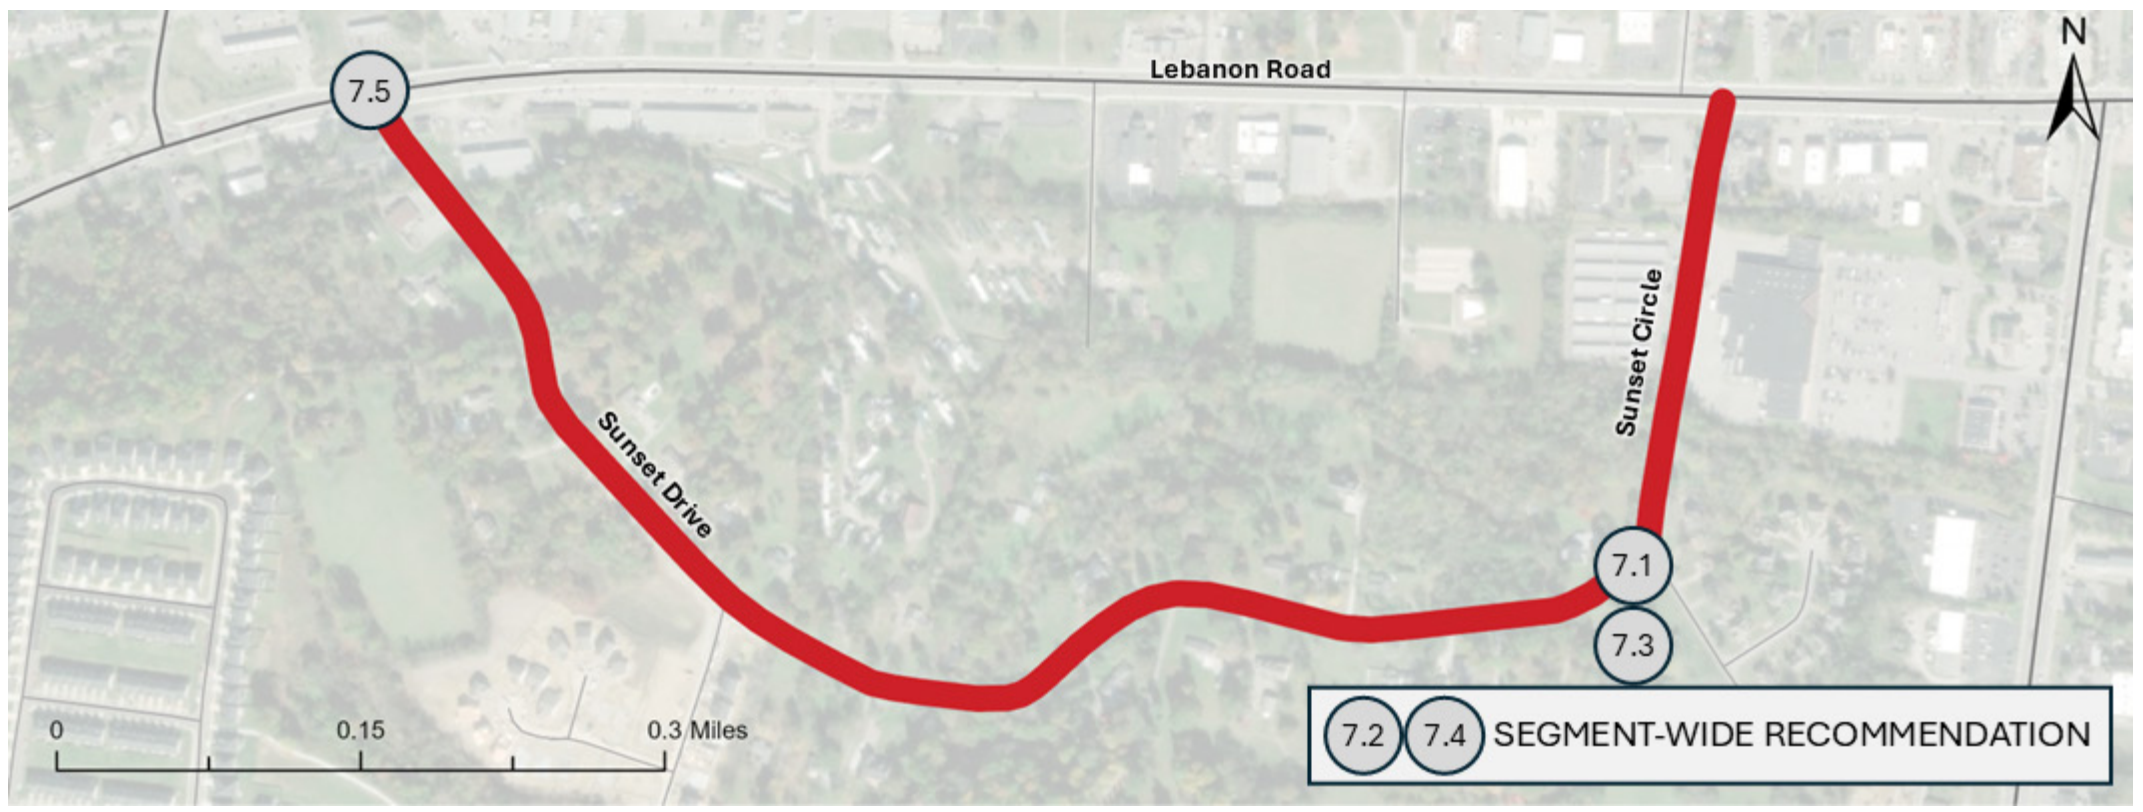 N
Lebanon Road
7.5
Sunset Circle
Sunset Drive
7.1
7.3
0 0.15 0.3 Miles
7.2 7.4 SEGMENT-WIDE RECOMMENDATION